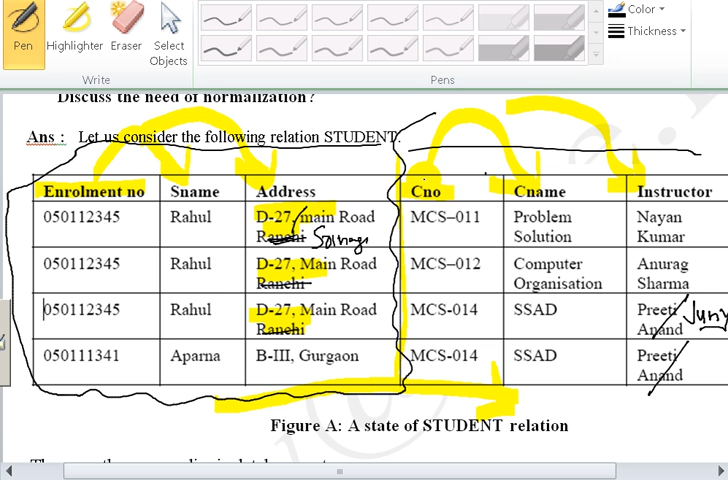 Pen
Highlighter
Eraser
Select
Objects
Color
Thickness
Write
Pens
Discuss the need of normalization?
Ans : Let us consider the following relation STUDENT.
Enrolment no Sname Address Cno Cname Instructor
050112345 Rahul D-27, main Road MCS–011 Problem Nayan
Ranchi Solution Kumar
050112345 Rahul D-27, Main Road MCS–012 Computer Anurag
Ranchi Organisation Sharma
050112345 Rahul D-27, Main Road MCS-014 SSAD Preeti
Ranchi Anand
050111341 Aparna B-III, Gurgaon MCS-014 SSAD Preeti
Anand
Figure A: A state of STUDENT relation